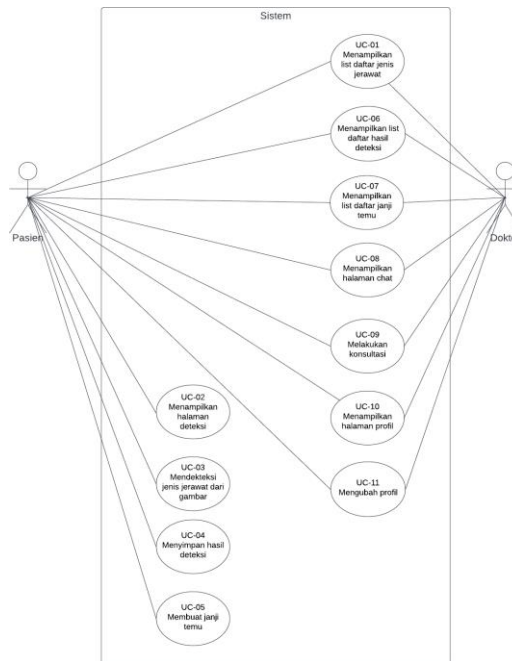 Sistem
UC-01
Menampilkan
list daftar jenis
jerawat
UC-06
Menampilkan list
daftar hasil
deteksi
UC-07
Menampilkan
list daftar janji
temu
Pasien
Dokte
UC-08
Menampilkan
halaman chat
UC-09
Melakukan
konsultasi
UC-02
Menampilkan
halaman
deteksi
UC-10
Menampilkan
halaman profil
UC-03
Mendekteksi
jenis jerawat dari
gambar
UC-11
Mengubah profil
UC-04
Menyimpan hasil
deteksi
UC-05
Membuat janji
temu